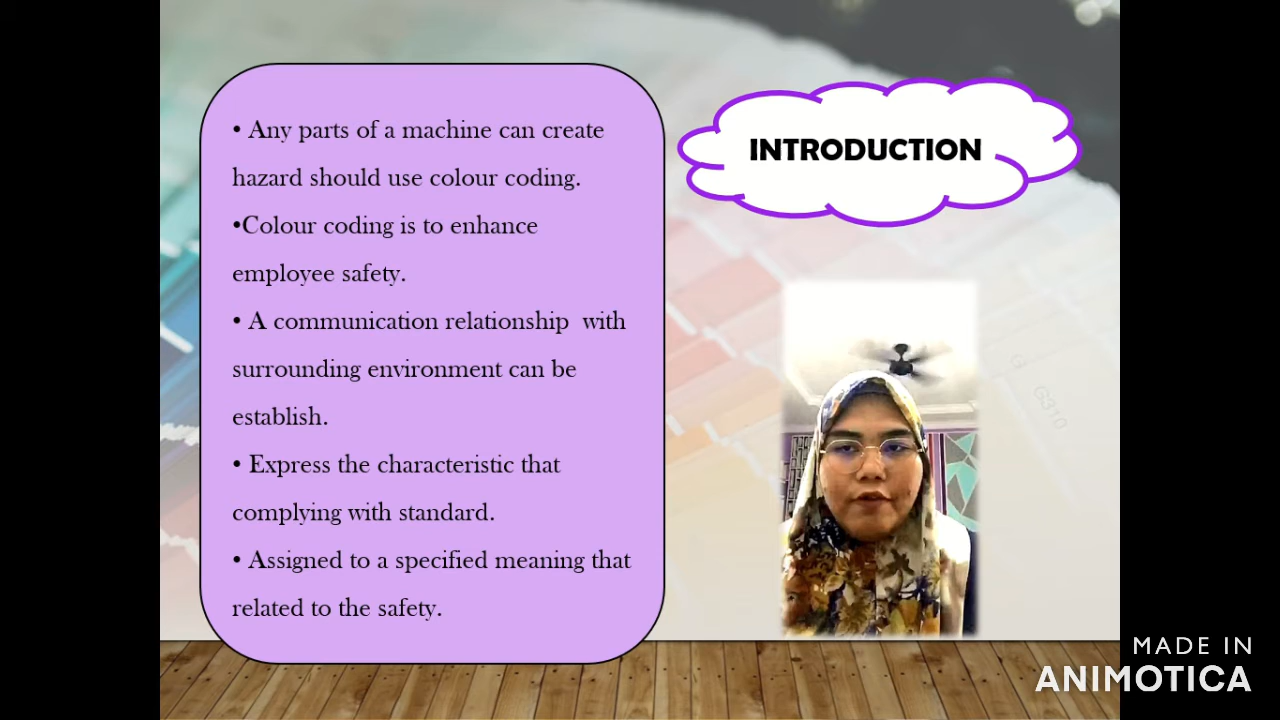 • Any parts of a machine can create
hazard should use colour coding.
•Colour coding is to enhance
employee safety.
• A communication relationship  with
surrounding environment can be
establish.
• Express the characteristic that
complying with standard.
• Assigned to a specified meaning that
related to the safety.
INTRODUCTION
G310
MADE IN
ANIMOTICA